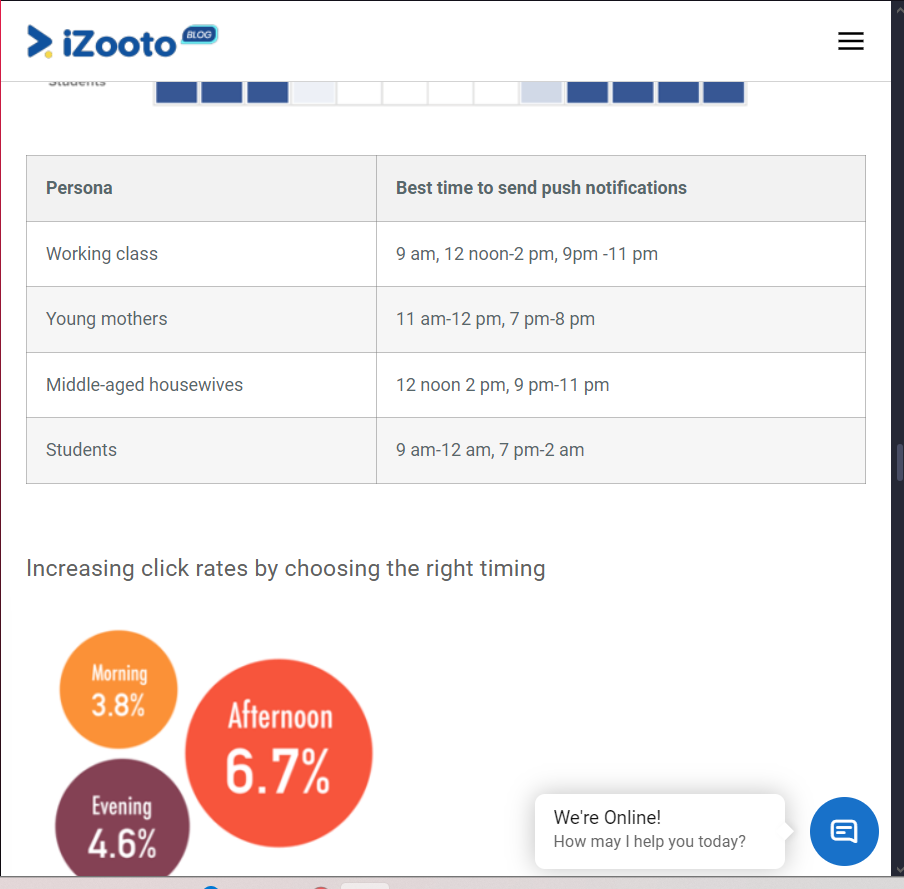 iZooto BLOG
Students
Persona Best time to send push notifications
Working class 9 am, 12 noon-2 pm, 9pm -11 pm
Young mothers 11 am-12 pm, 7 pm-8 pm
Middle-aged housewives 12 noon 2 pm, 9 pm-11 pm
Students 9 am-12 am, 7 pm-2 am
Increasing click rates by choosing the right timing
Morning
3.8%
Afternoon
6.7%
Evening
4.6%
We're Online!
How may I help you today?